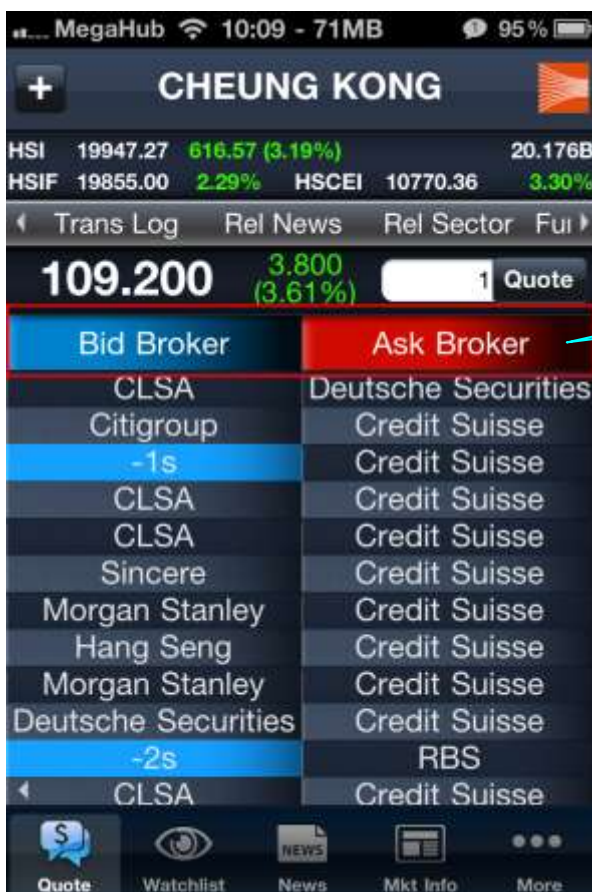 MegaHub 10:09 - 71MB 95%
+ CHEUNG KONG
HSI 19947.27 616.57 (3.19%) 20.176B
HSIF 19855.00 2.29% HSCEI 10770.36 3.30%
Trans Log Rel News Rel Sector Fu
109.200 3.800 (3.61%) 1 Quote
Bid Broker Ask Broker
CLSA Deutsche Securities
Citigroup Credit Suisse
-1s Credit Suisse
CLSA Credit Suisse
CLSA Credit Suisse
Sincere Credit Suisse
Morgan Stanley Credit Suisse
Hang Seng Credit Suisse
Morgan Stanley Credit Suisse
Deutsche Securities Credit Suisse
-2s RBS
CLSA Credit Suisse
S NEWS
Quote Watchlist News Mkt Info More